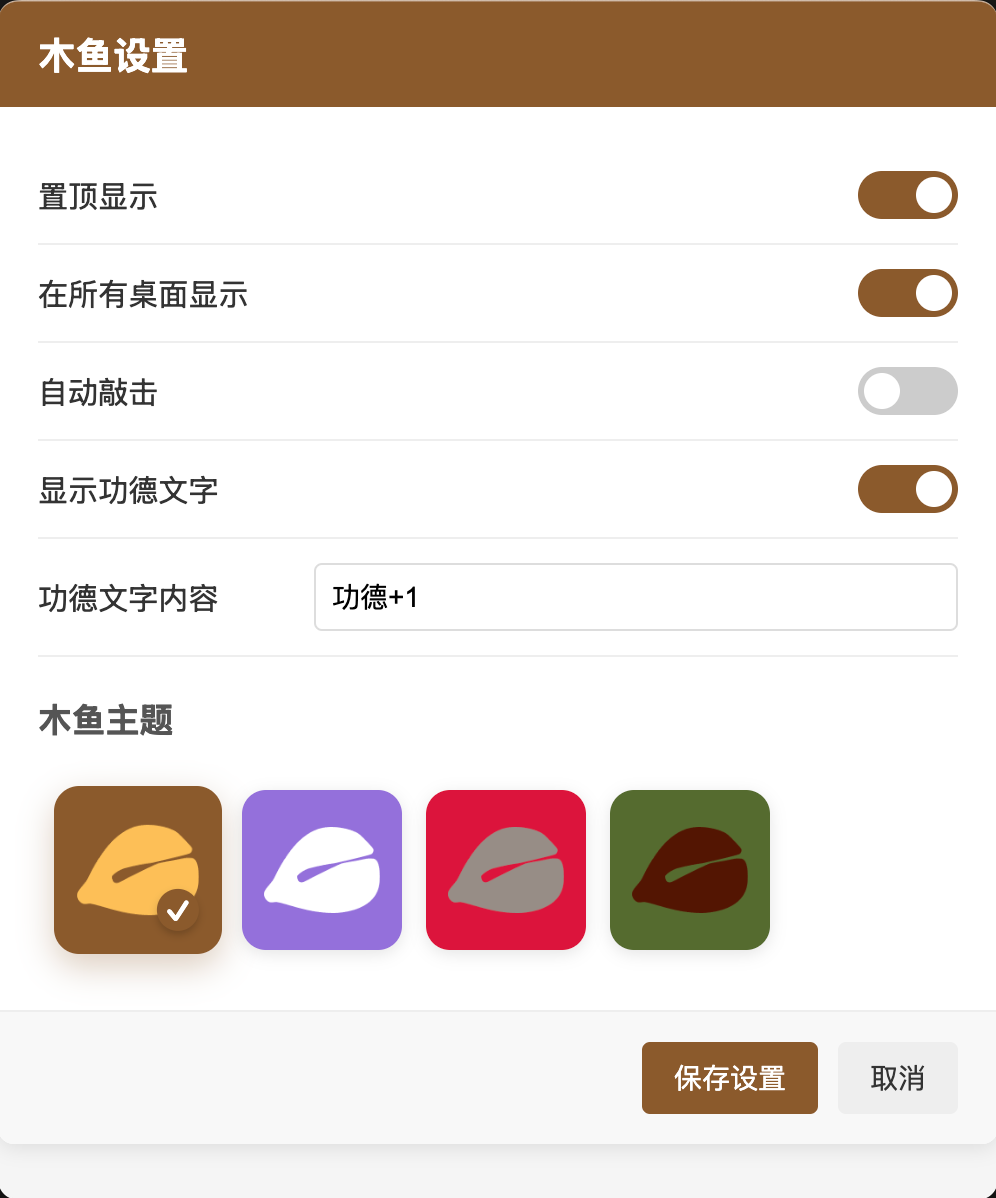 木鱼设置
置顶显示
在所有桌面显示
自动敲击
显示功德文字
功德文字内容
功德+1
木鱼主题
保存设置
取消